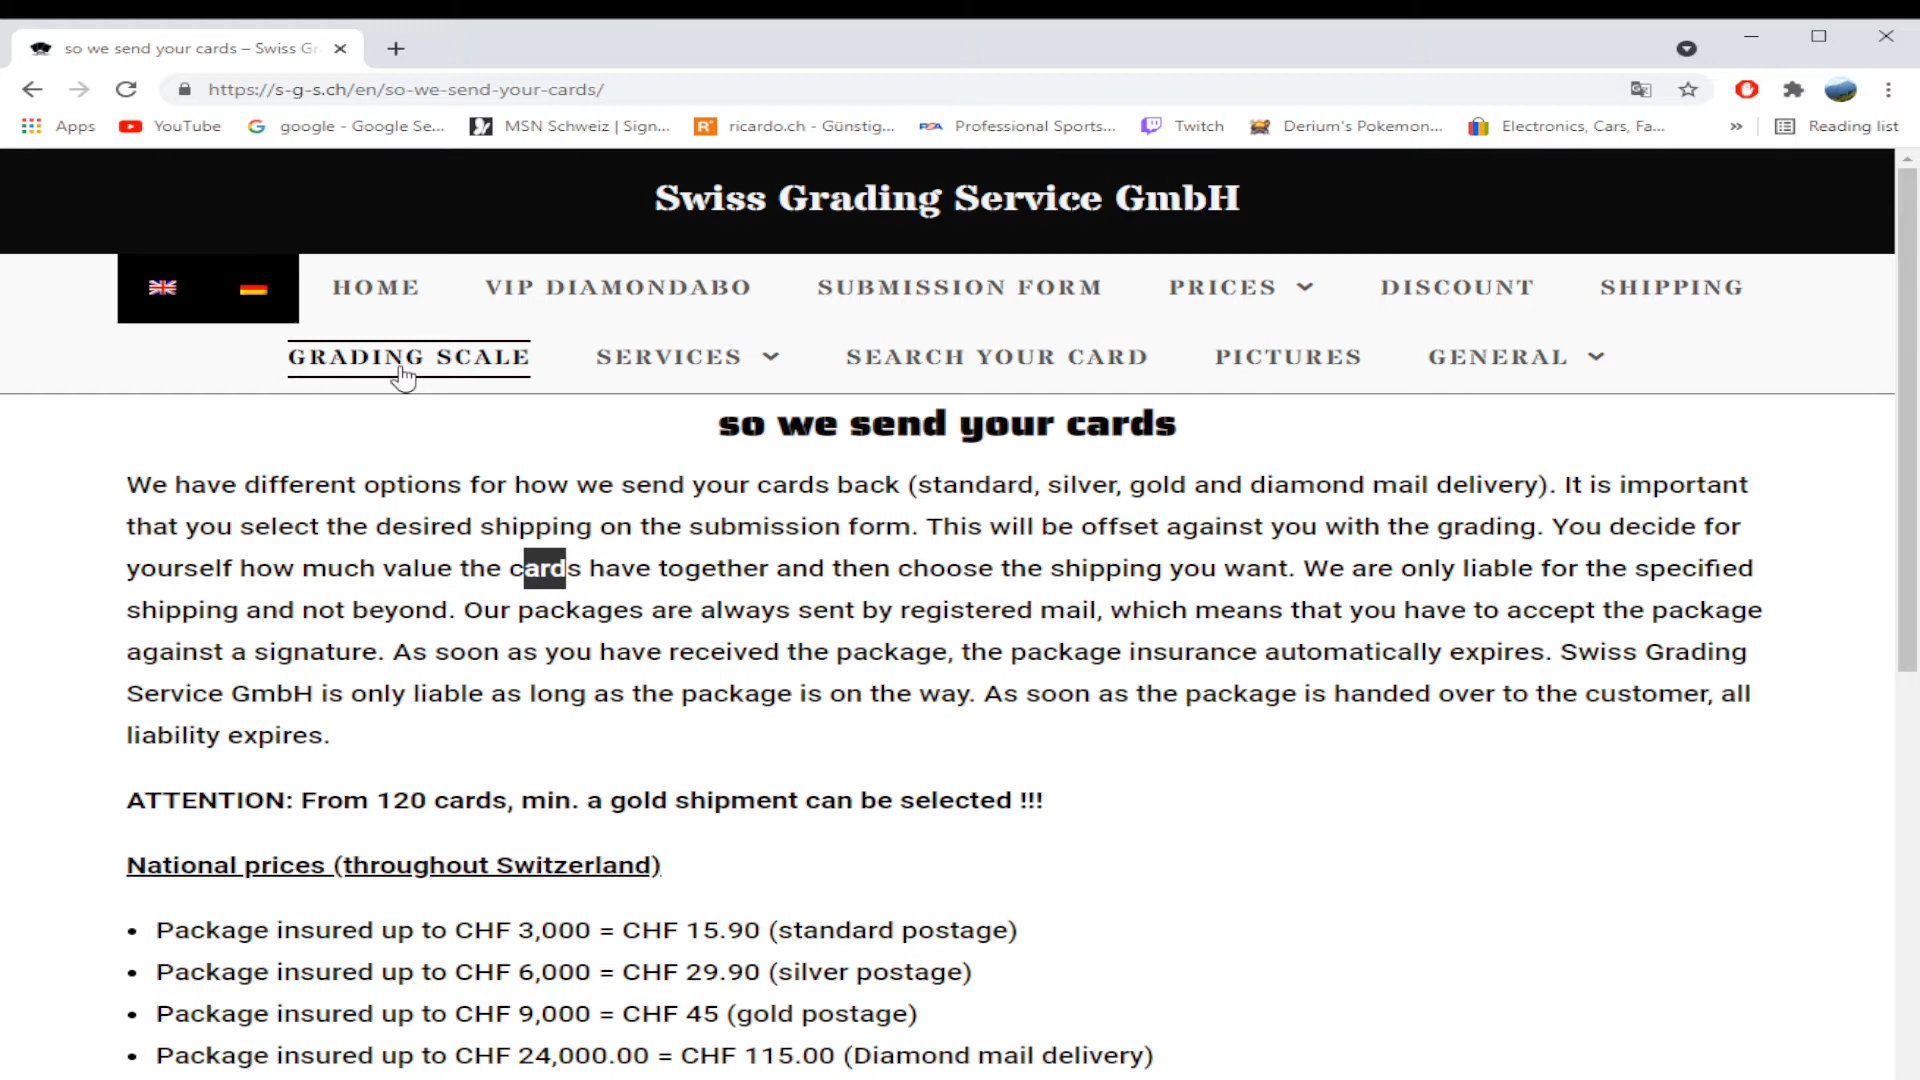 so we send your cards – Swiss Gr
https://s-g-s.ch/en/so-we-send-your-cards/
Apps YouTube google - Google Se... MSN Schweiz | Sign... ricardo.ch - Günstig... PSA Professional Sports... Twitch Derium's Pokemon... Electronics, Cars, Fa... » Reading list
Swiss Grading Service GmbH
HOME VIP DIAMONDABO SUBMISSION FORM PRICES DISCOUNT SHIPPING
GRADING SCALE SERVICES SEARCH YOUR CARD PICTURES GENERAL
so we send your cards
We have different options for how we send your cards back (standard, silver, gold and diamond mail delivery). It is important
that you select the desired shipping on the submission form. This will be offset against you with the grading. You decide for
yourself how much value the cards have together and then choose the shipping you want. We are only liable for the specified
shipping and not beyond. Our packages are always sent by registered mail, which means that you have to accept the package
against a signature. As soon as you have received the package, the package insurance automatically expires. Swiss Grading
Service GmbH is only liable as long as the package is on the way. As soon as the package is handed over to the customer, all
liability expires.
ATTENTION: From 120 cards, min. a gold shipment can be selected !!!
National prices (throughout Switzerland)
• Package insured up to CHF 3,000 = CHF 15.90 (standard postage)
• Package insured up to CHF 6,000 = CHF 29.90 (silver postage)
• Package insured up to CHF 9,000 = CHF 45 (gold postage)
• Package insured up to CHF 24,000.00 = CHF 115.00 (Diamond mail delivery)